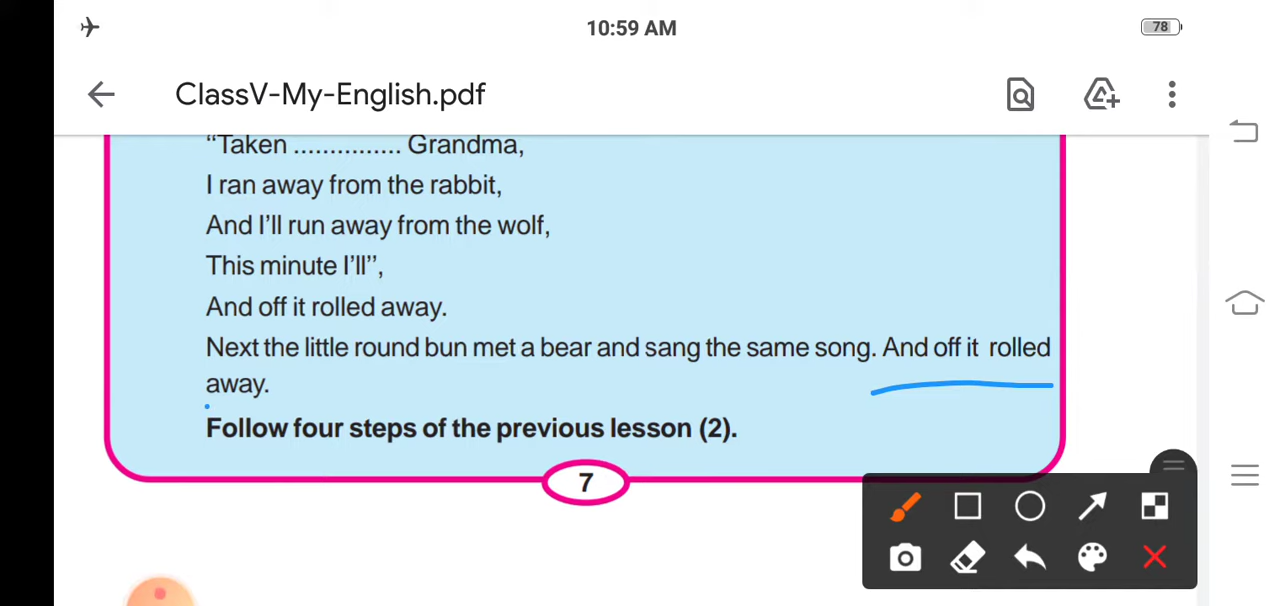 10:59 AM
78
ClassV-My-English.pdf
"Taken ............... Grandma,
I ran away from the rabbit,
And I'll run away from the wolf,
This minute I'll",
And off it rolled away.
Next the little round bun met a bear and sang the same song. And off it rolled
away.
Follow four steps of the previous lesson (2).
7